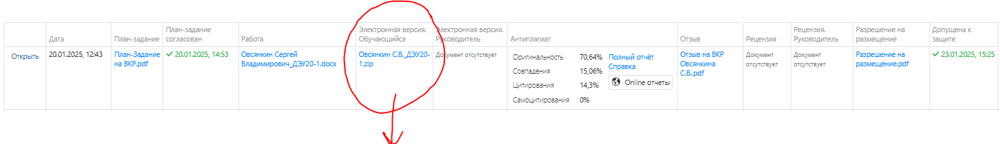 Дата
План-задание
План-задание
согласован
Работа
Электронная версия.
Обучающийся
Электронная версия.
Руководитель
Антиплагиат
Отзыв
Рецензия
Рецензия.
Руководитель
Разрешение на
размещение
Допущена к
защите
Открыть
20.01.2025, 12:43
План-Задание
на ВКР.pdf
20.01.2025, 14:53
Овсянкин Сергей
Владимирович_ДЭУ20-1.docx
Овсянкин С.В._ДЭУ20-
1.zip
Документ отсутствует
Оригинальность 70,64%
Совпадения 15,06%
Цитирования 14,3%
Самоцитирования 0%
Полный отчёт
Справка
Online отчеты
Отзыв на ВКР
Овсянкина
С.В..pdf
Документ
отсутствует
Документ
отсутствует
Разрешение на
размещение.pdf
23.01.2025, 15:25